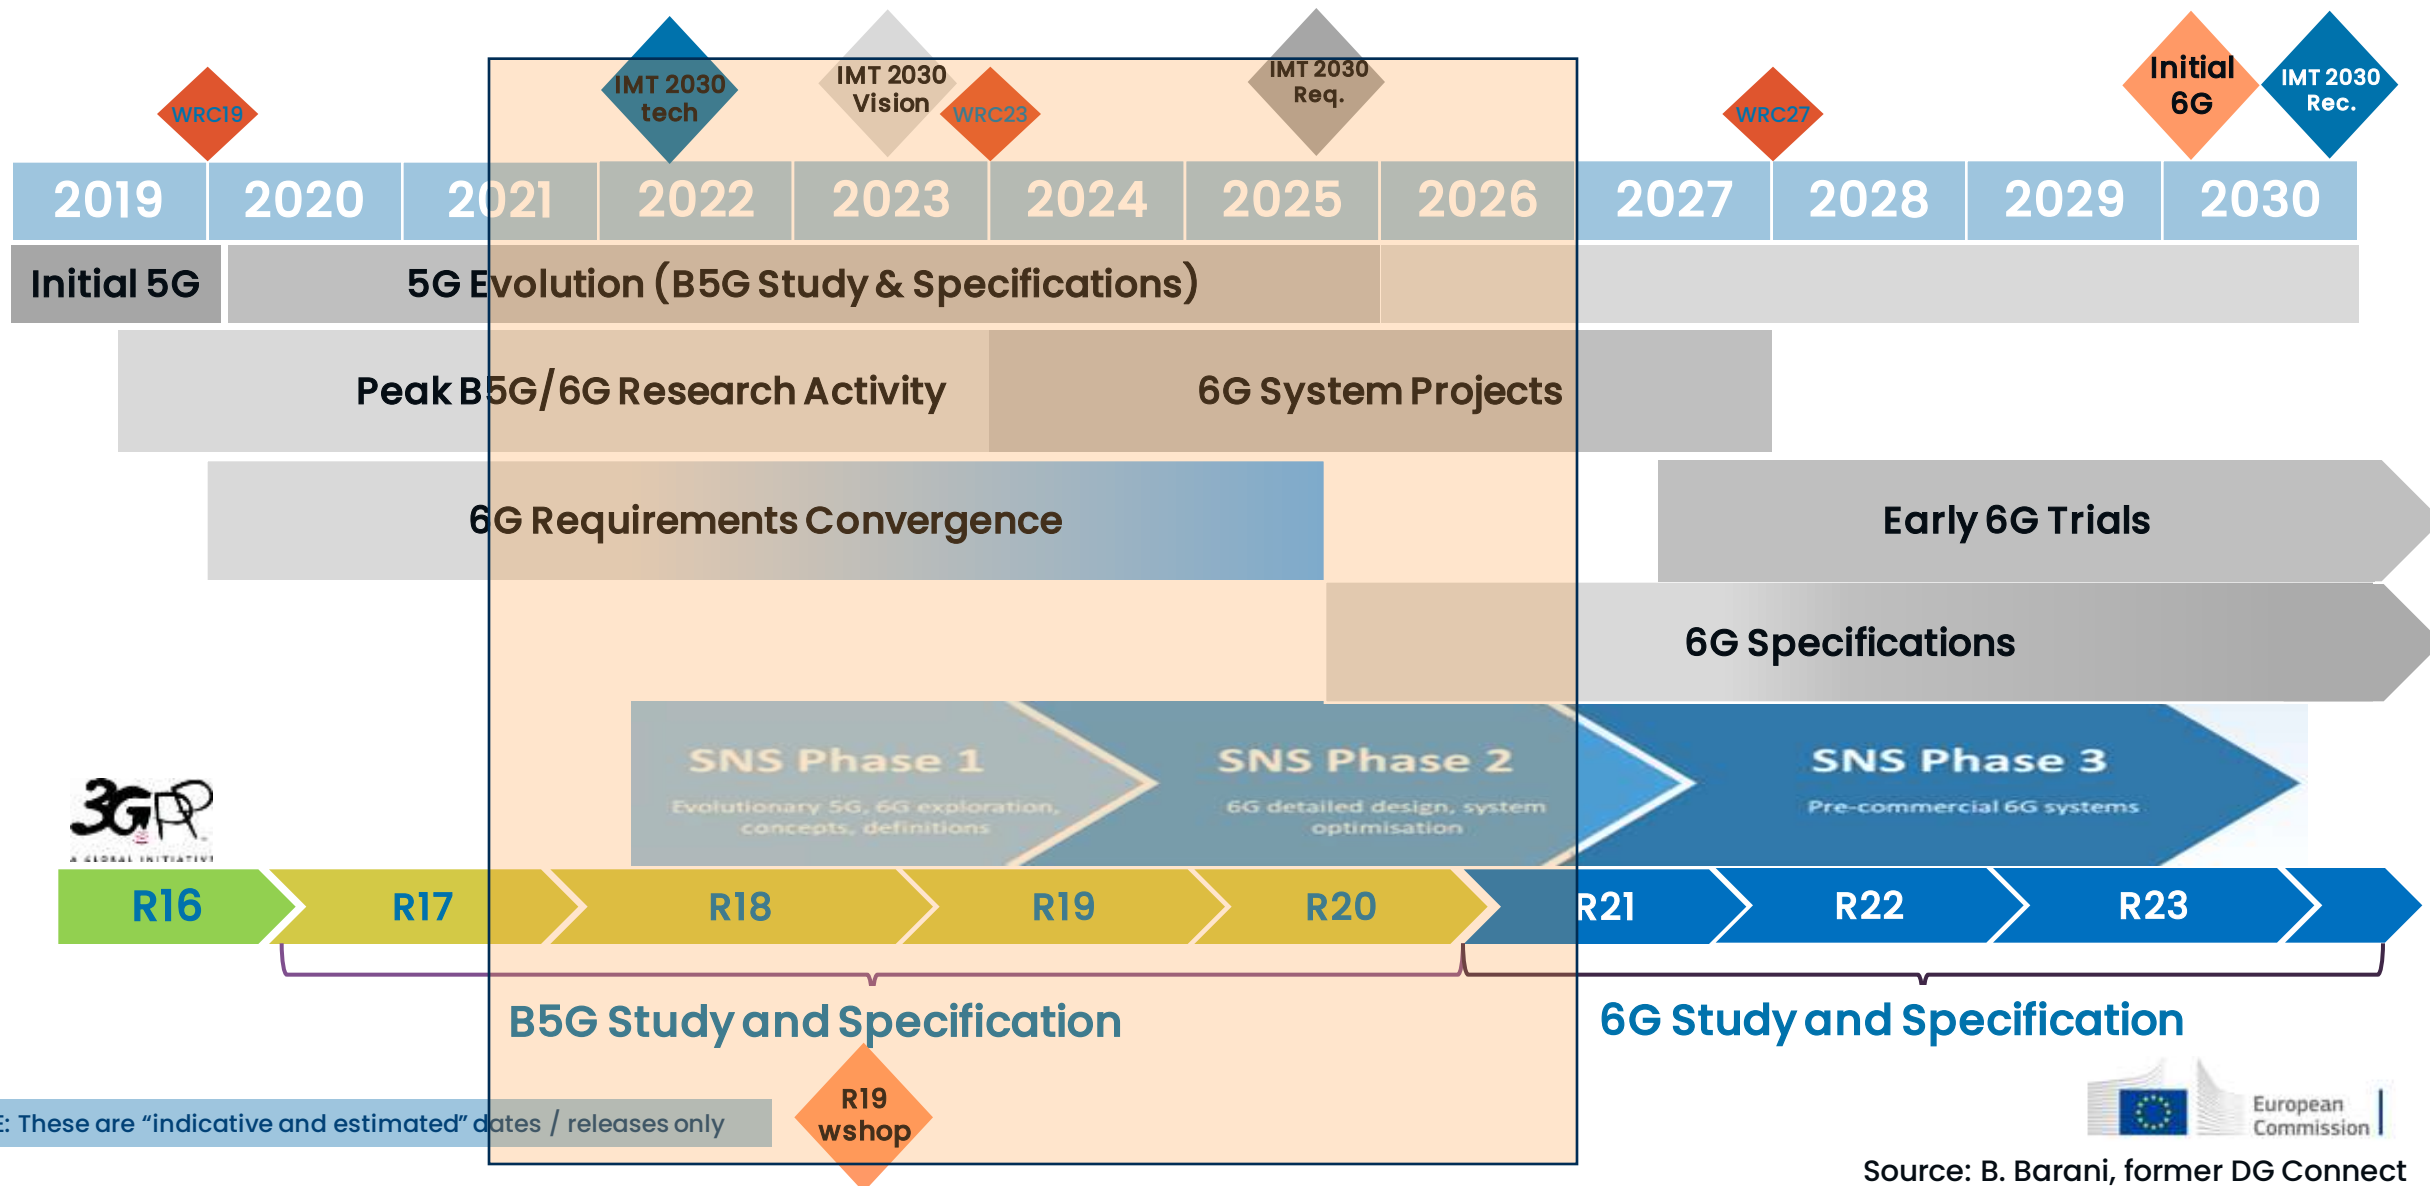 IMT 2030
tech
IMT 2030
Vision
IMT 2030
Req.
Initial
6G
IMT 2030
Rec.
WRC19
WRC23
WRC27
2019 2020 2021 2022 2023 2024 2025 2026 2027 2028 2029 2030
Initial 5G
5G Evolution (B5G Study & Specifications)
Peak B5G/6G Research Activity
6G System Projects
6G Requirements Convergence
Early 6G Trials
6G Specifications
SNS Phase 1
Evolutionary 5G, 6G exploration,
concepts, definitions
SNS Phase 2
6G detailed design, system
optimisation
SNS Phase 3
Pre-commercial 6G systems
3GPP
A GLOBAL INITIATIVE
R16 R17 R18 R19 R20 R21 R22 R23
B5G Study and Specification
6G Study and Specification
R19
wshop
E: These are “indicative and estimated” dates / releases only
European
Commission
Source: B. Barani, former DG Connect